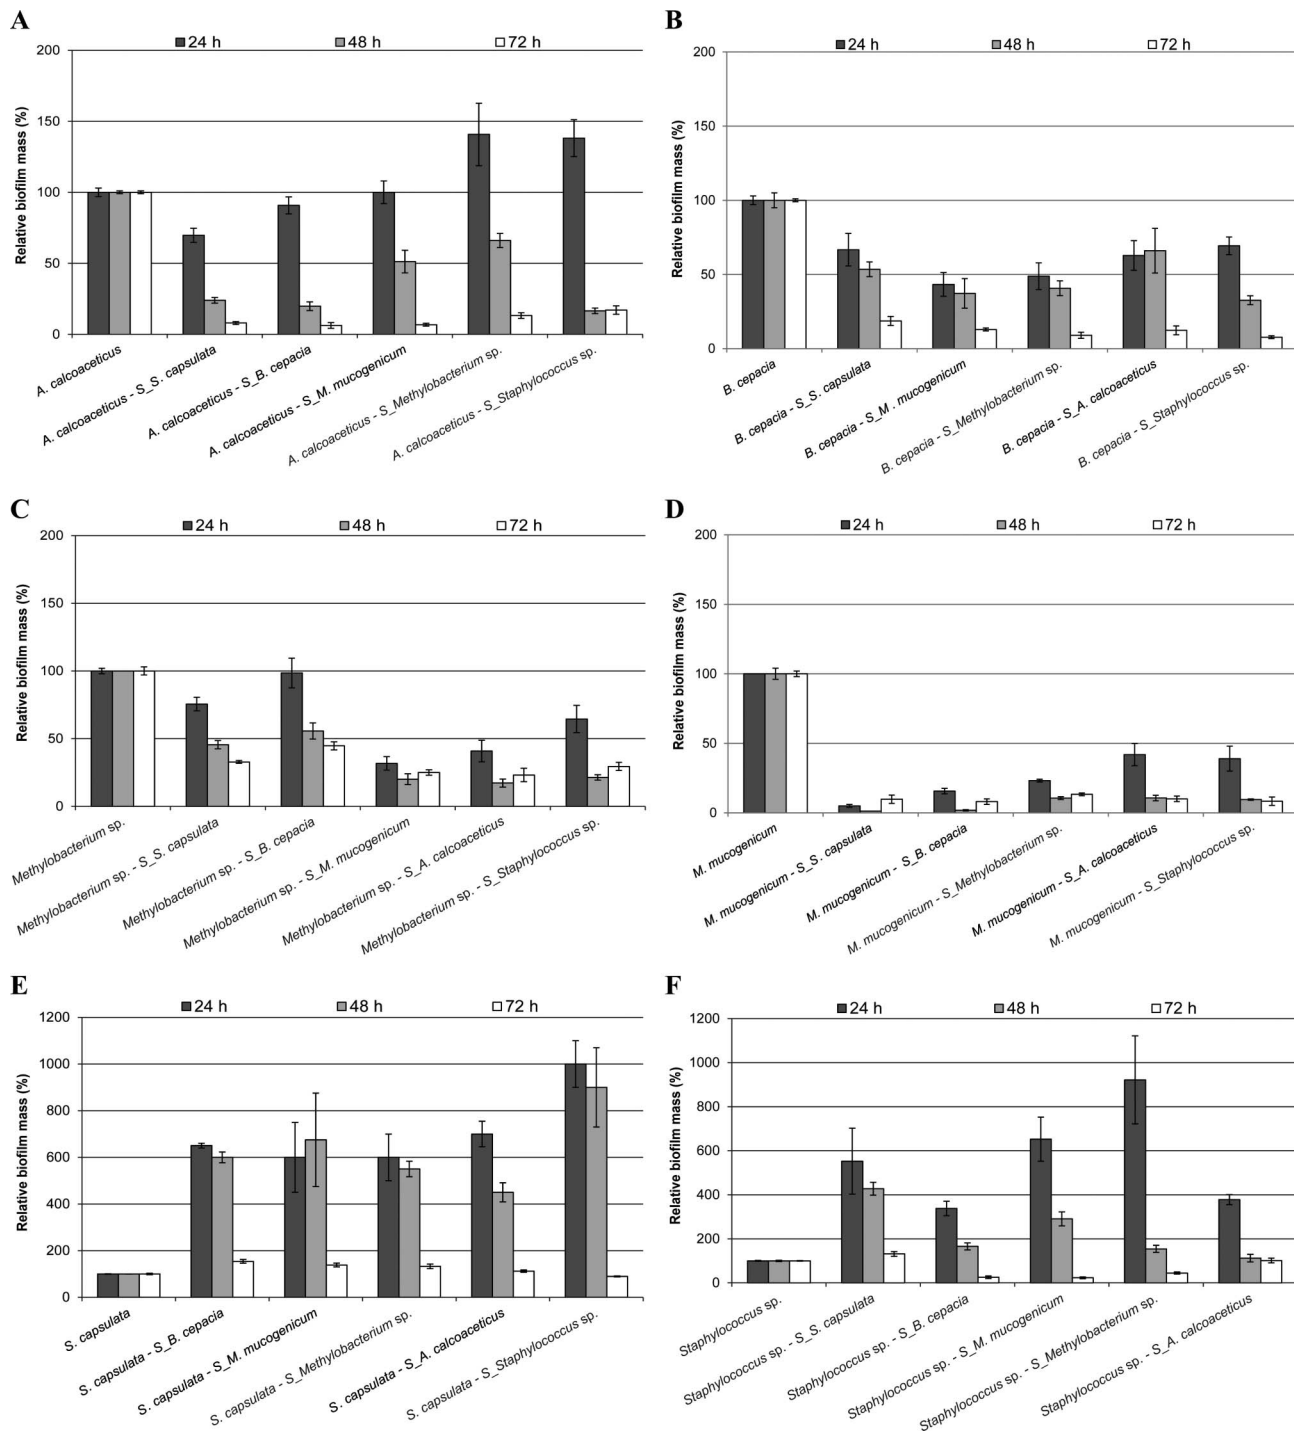 A
24 h 48 h 72 h
Relative biofilm mass (%)
200
150
100
50
0
A. calcoaceticus
A. calcoaceticus - S_S. capsulata
A. calcoaceticus - S_B. cepacia
A. calcoaceticus - S_M. mucogenicum
A. calcoaceticus - S_Methylobacterium sp.
A. calcoaceticus - S_Staphylococcus sp.
B
24 h 48 h 72 h
Relative biofilm mass (%)
200
150
100
50
0
B. cepacia
B. cepacia - S_S. capsulata
B. cepacia - S_M. mucogenicum
B. cepacia - S_Methylobacterium sp.
B. cepacia - S_A. calcoaceticus
B. cepacia - S_Staphylococcus sp.
C
24 h 48 h 72 h
Relative biofilm mass (%)
200
150
100
50
0
Methylobacterium sp.
Methylobacterium sp. - S_S. capsulata
Methylobacterium sp. - S_B. cepacia
Methylobacterium sp. - S_M. mucogenicum
Methylobacterium sp. - S_A. calcoaceticus
Methylobacterium sp. - S_Staphylococcus sp.
D
24 h 48 h 72 h
Relative biofilm mass (%)
200
150
100
50
0
M. mucogenicum
M. mucogenicum - S_S. capsulata
M. mucogenicum - S_B. cepacia
M. mucogenicum - S_Methylobacterium sp.
M. mucogenicum - S_A. calcoaceticus
M. mucogenicum - S_Staphylococcus sp.
E
24 h 48 h 72 h
Relative biofilm mass (%)
1200
1000
800
600
400
200
0
S. capsulata
S. capsulata - S_B. cepacia
S. capsulata - S_M. mucogenicum
S. capsulata - S_Methylobacterium sp.
S. capsulata - S_A. calcoaceticus
S. capsulata - S_Staphylococcus sp.
F
24 h 48 h 72 h
Relative biofilm mass (%)
1200
1000
800
600
400
200
0
Staphylococcus sp.
Staphylococcus sp. - S_S. capsulata
Staphylococcus sp. - S_B. cepacia
Staphylococcus sp. - S_M. mucogenicum
Staphylococcus sp. - S_Methylobacterium sp.
Staphylococcus sp. - S_A. calcoaceticus